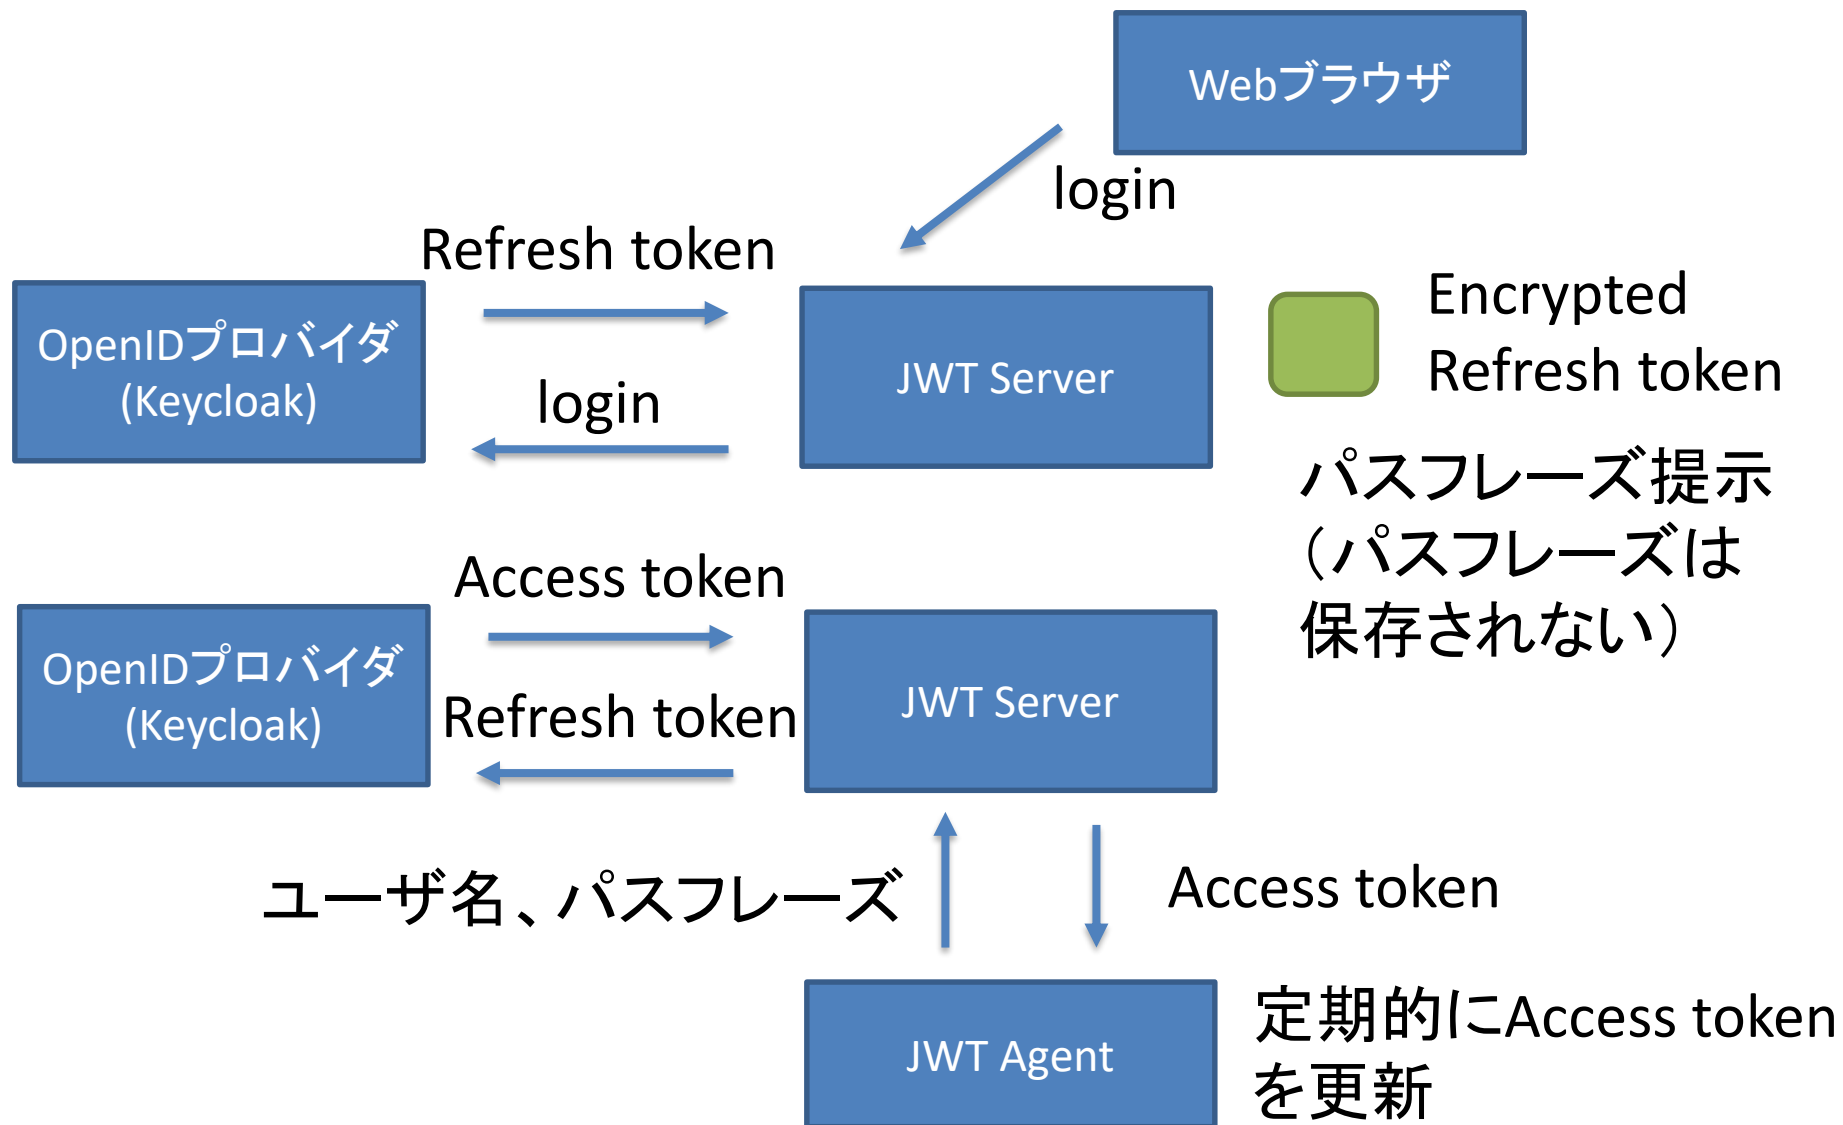 Webブラウザ
login
Refresh token
OpenIDプロバイダ
(Keycloak)
login
JWT Server
Encrypted
Refresh token
パスフレーズ提示
（パスフレーズは
保存されない）
Access token
OpenIDプロバイダ
(Keycloak)
Refresh token
JWT Server
ユーザ名、パスフレーズ
Access token
JWT Agent
定期的にAccess token
を更新